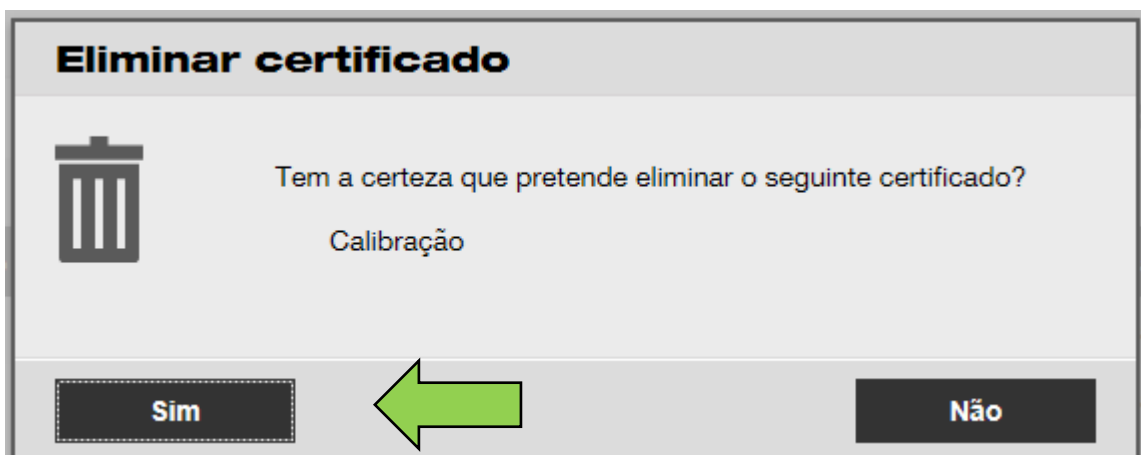 Eliminar certificado
Tem a certeza que pretende eliminar o seguinte certificado?
Calibração
Sim
Não